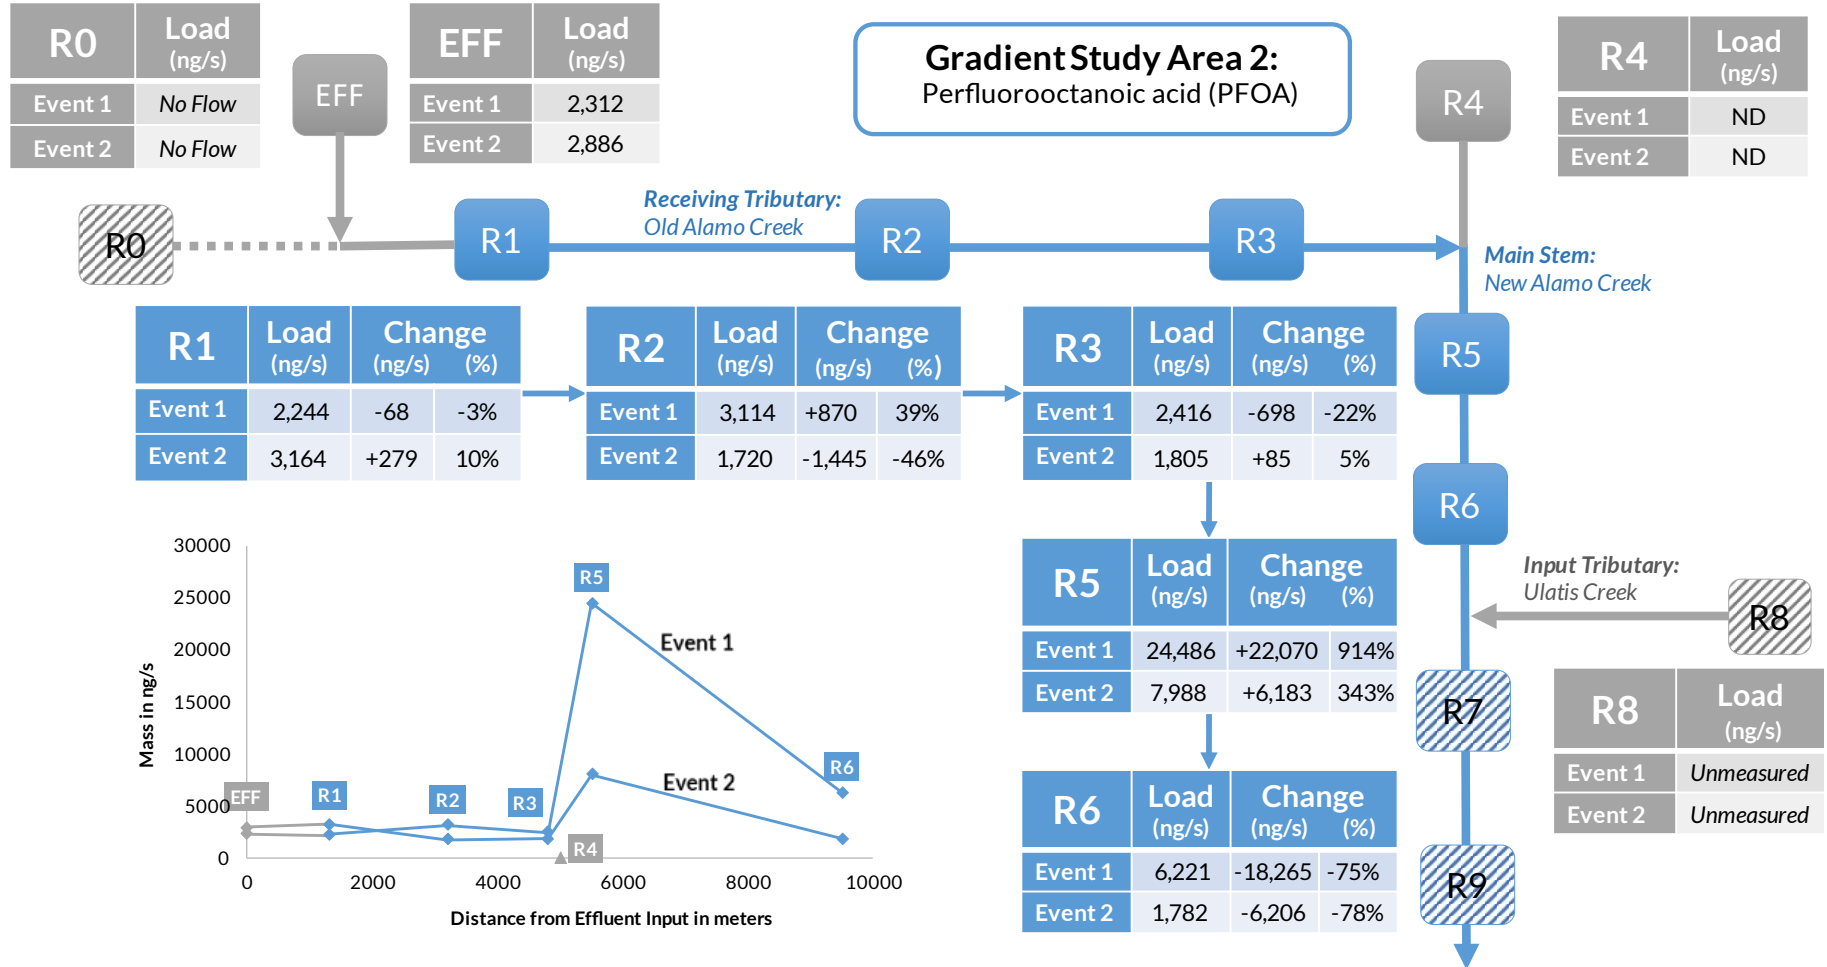 R0 Load (ng/s)
Event 1 No Flow
Event 2 No Flow
EFF
EFF Load (ng/s)
Event 1 2,312
Event 2 2,886
Gradient Study Area 2:
Perfluorooctanoic acid (PFOA)
R4
R4 Load (ng/s)
Event 1 ND
Event 2 ND
R0
R1
Receiving Tributary:
Old Alamo Creek
R2
R3
Main Stem:
New Alamo Creek
R1 Load (ng/s) Change (ng/s) (%)
Event 1 2,244 -68 -3%
Event 2 3,164 +279 10%
R2 Load (ng/s) Change (ng/s) (%)
Event 1 3,114 +870 39%
Event 2 1,720 -1,445 -46%
R3 Load (ng/s) Change (ng/s) (%)
Event 1 2,416 -698 -22%
Event 2 1,805 +85 5%
R5
R6
R5 Load (ng/s) Change (ng/s) (%)
Event 1 24,486 +22,070 914%
Event 2 7,988 +6,183 343%
Input Tributary:
Ulatis Creek
R8
R7
R8 Load (ng/s)
Event 1 Unmeasured
Event 2 Unmeasured
R6 Load (ng/s) Change (ng/s) (%)
Event 1 6,221 -18,265 -75%
Event 2 1,782 -6,206 -78%
R9
Mass in ng/s
30000
25000
20000
15000
10000
5000
0
EFF
R1
R2
R3
R5
Event 1
R6
Event 2
R4
0 2000 4000 6000 8000 10000
Distance from Effluent Input in meters